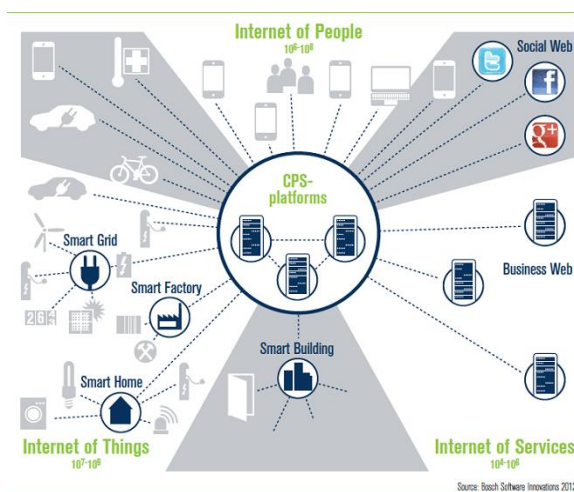 Internet of People
10⁶-10⁸
Social Web
CPS-
platforms
Smart Grid
Smart Factory
Business Web
Smart Building
Smart Home
Internet of Things
10⁷-10⁹
Internet of Services
10⁴-10⁶
Source: Bosch Software Innovations 2012